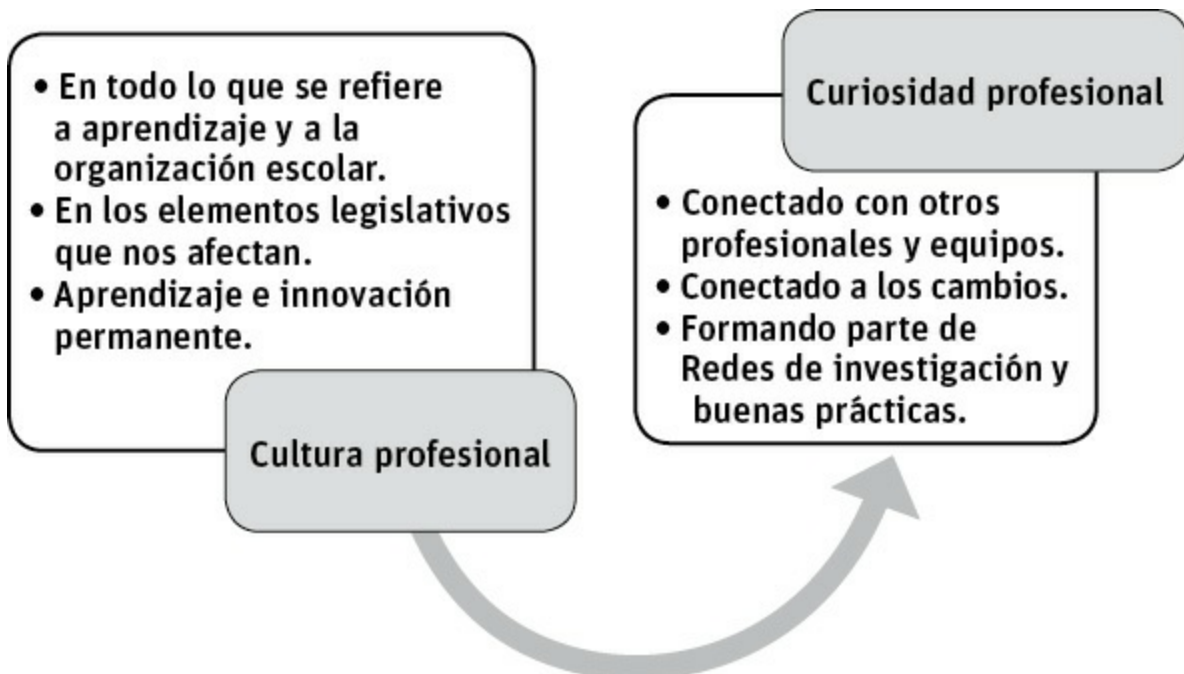 • En todo lo que se refiere
a aprendizaje y a la
organización escolar.
• En los elementos legislativos
que nos afectan.
• Aprendizaje e innovación
permanente.
Cultura profesional
Curiosidad profesional
• Conectado con otros
profesionales y equipos.
• Conectado a los cambios.
• Formando parte de
Redes de investigación y
buenas prácticas.